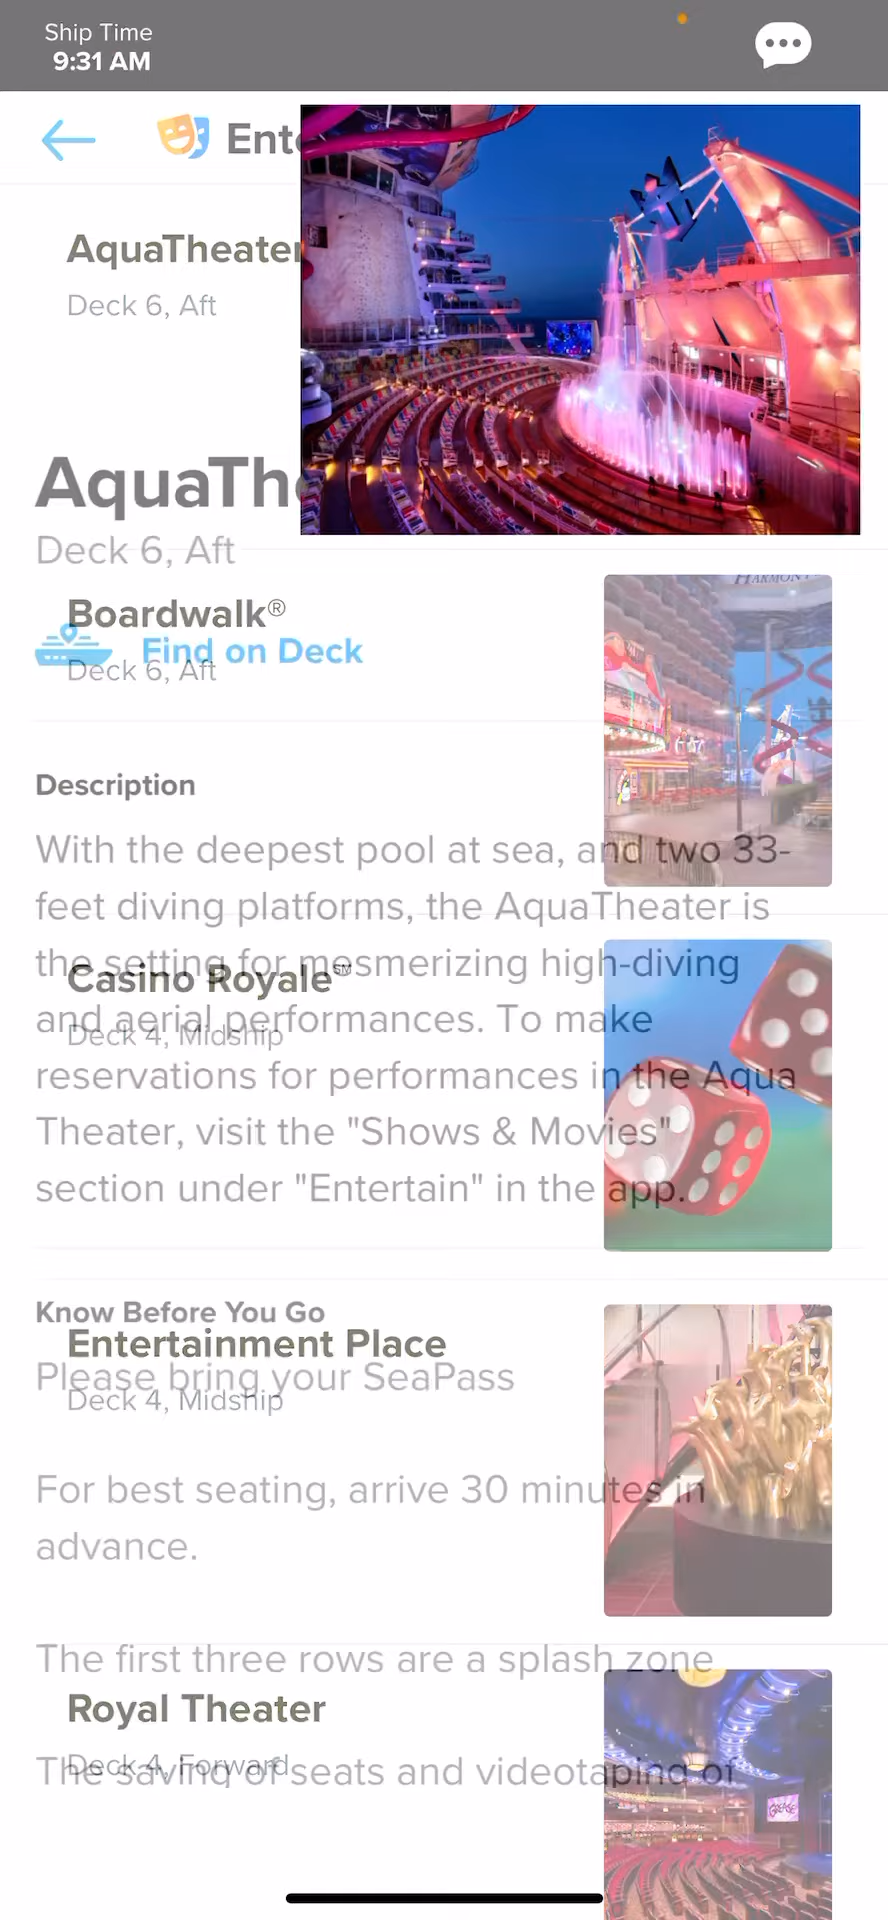 Ship Time
9:31 AM
Ent
AquaTheater
Deck 6, Aft
AquaTh
Deck 6, Aft
Boardwalk®
Find on Deck
Deck 6, Aft
HARMONY
Description
With the deepest pool at sea, and two 33-
feet diving platforms, the AquaTheater is
the setting for mesmerizing high-diving
Casino Royale℠
and aerial performances. To make
Deck 4, Midship
reservations for performances in the Aqua
Theater, visit the "Shows & Movies"
section under "Entertain" in the app.
Know Before You Go
Entertainment Place
Please bring your SeaPass
Deck 4, Midship
For best seating, arrive 30 minutes in
advance.
The first three rows are a splash zone
Royal Theater
Deck 4, Forward
The saving of seats and videotaping of
GREASE